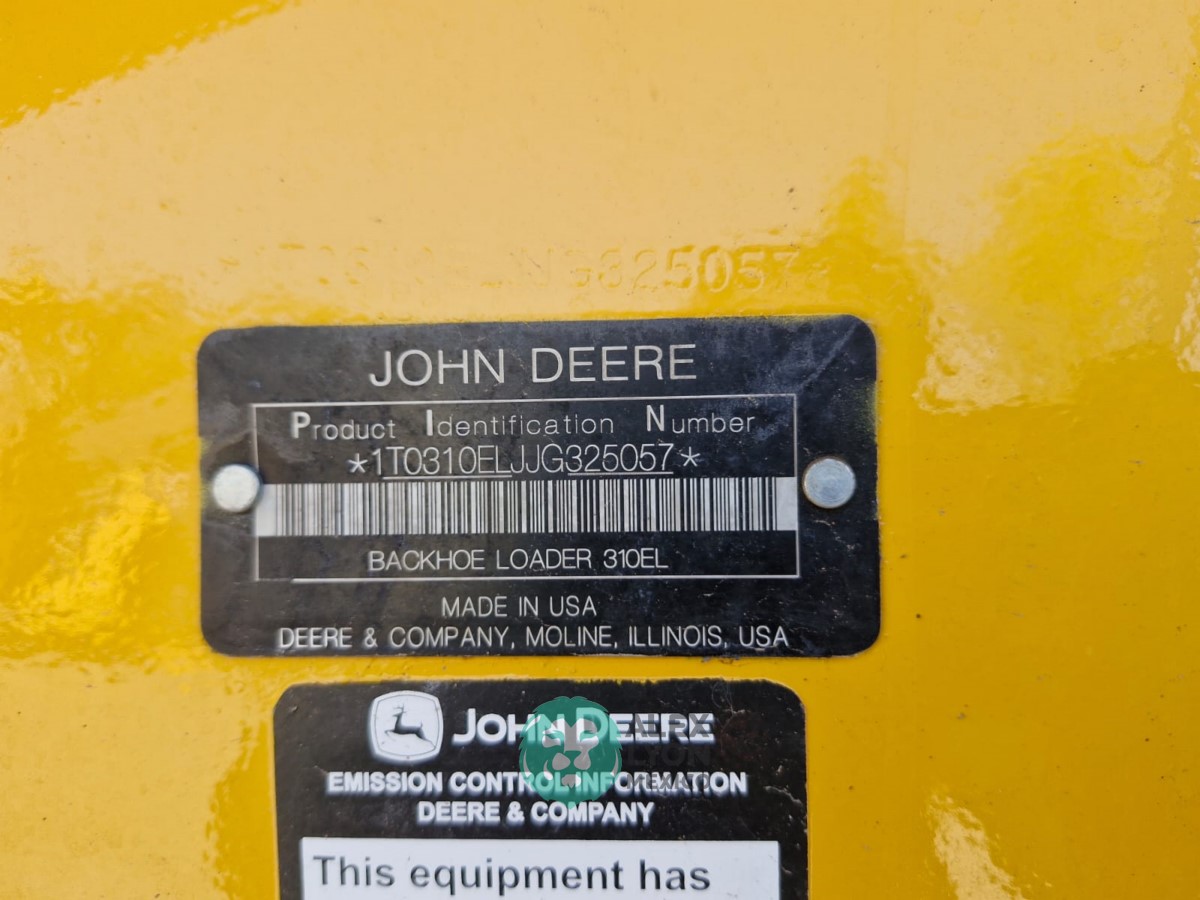 G325057
JOHN DEERE
Product Identification Number
*1T0310ELJJG325057*
BACKHOE LOADER 310EL
MADE IN USA
DEERE & COMPANY, MOLINE, ILLINOIS, USA
JOHN DEERE
EMISSION CONTROL INFORMATION
DEERE & COMPANY
This equipment has